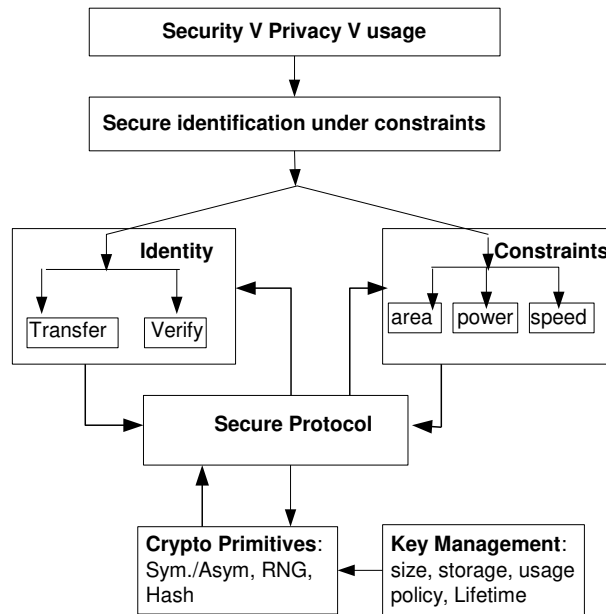 Security V Privacy V usage
Secure identification under constraints
Identity
Transfer
Verify
Constraints
area
power
speed
Secure Protocol
Crypto Primitives:
Sym./Asym, RNG,
Hash
Key Management:
size, storage, usage
policy, Lifetime